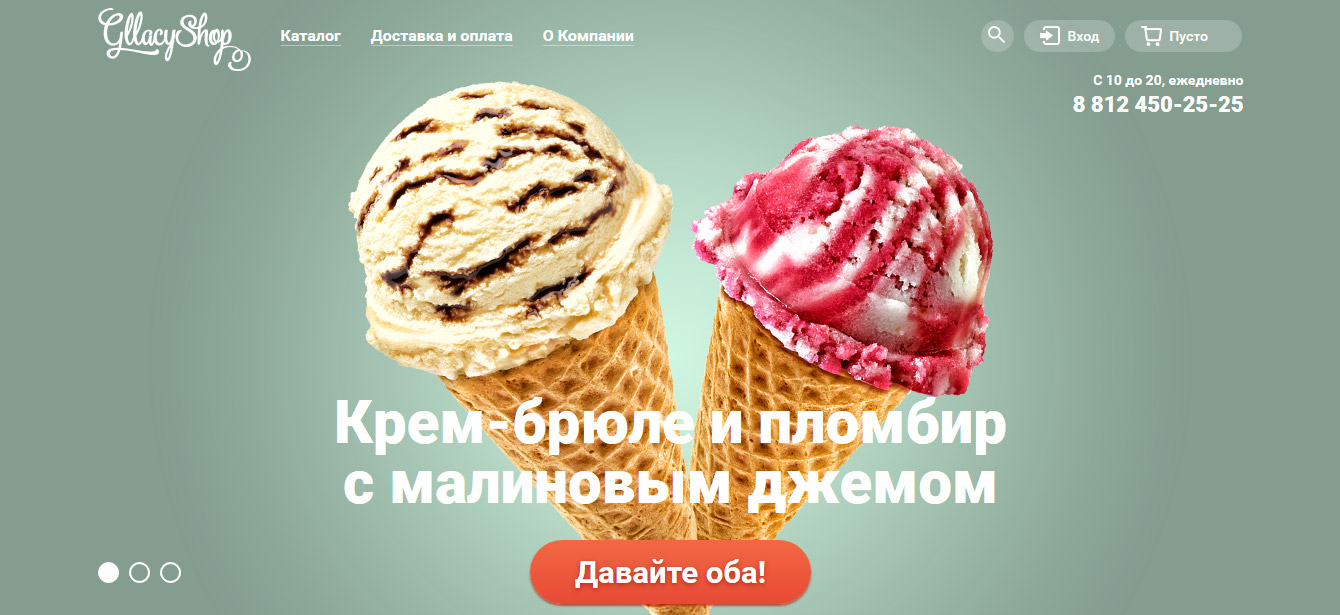 GllacyShop
Каталог
Доставка и оплата
О Компании
Вход
Пусто
С 10 до 20, ежедневно
8 812 450-25-25
Крем-брюле и пломбир
с малиновым джемом
Давайте оба!